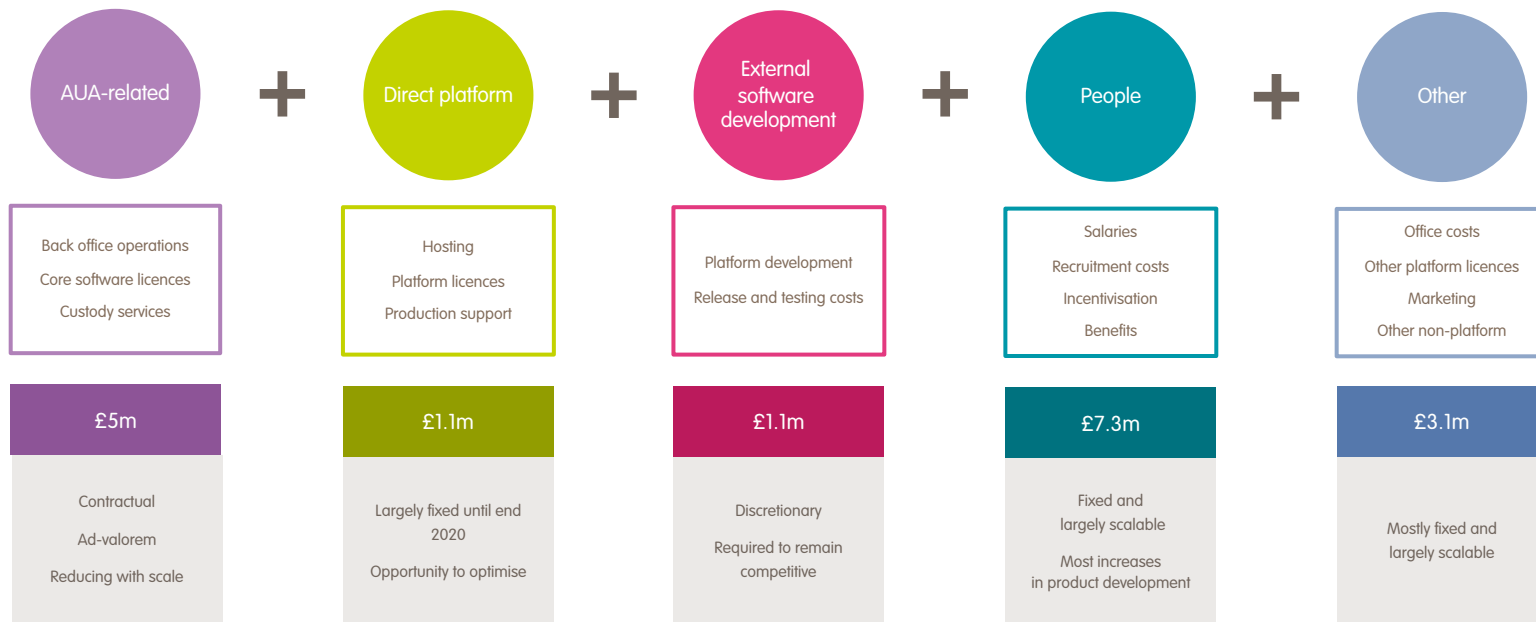 AUA-related
+
Direct platform
+
External
software
development
+
People
+
Other
Back office operations
Core software licences
Custody services
Hosting
Platform licences
Production support
Platform development
Release and testing costs
Salaries
Recruitment costs
Incentivisation
Benefits
Office costs
Other platform licences
Marketing
Other non-platform
£5m
£1.1m
£1.1m
£7.3m
£3.1m
Contractual
Ad-valorem
Reducing with scale
Largely fixed until end
2020
Opportunity to optimise
Discretionary
Required to remain
competitive
Fixed and
largely scalable
Most increases
in product development
Mostly fixed and
largely scalable